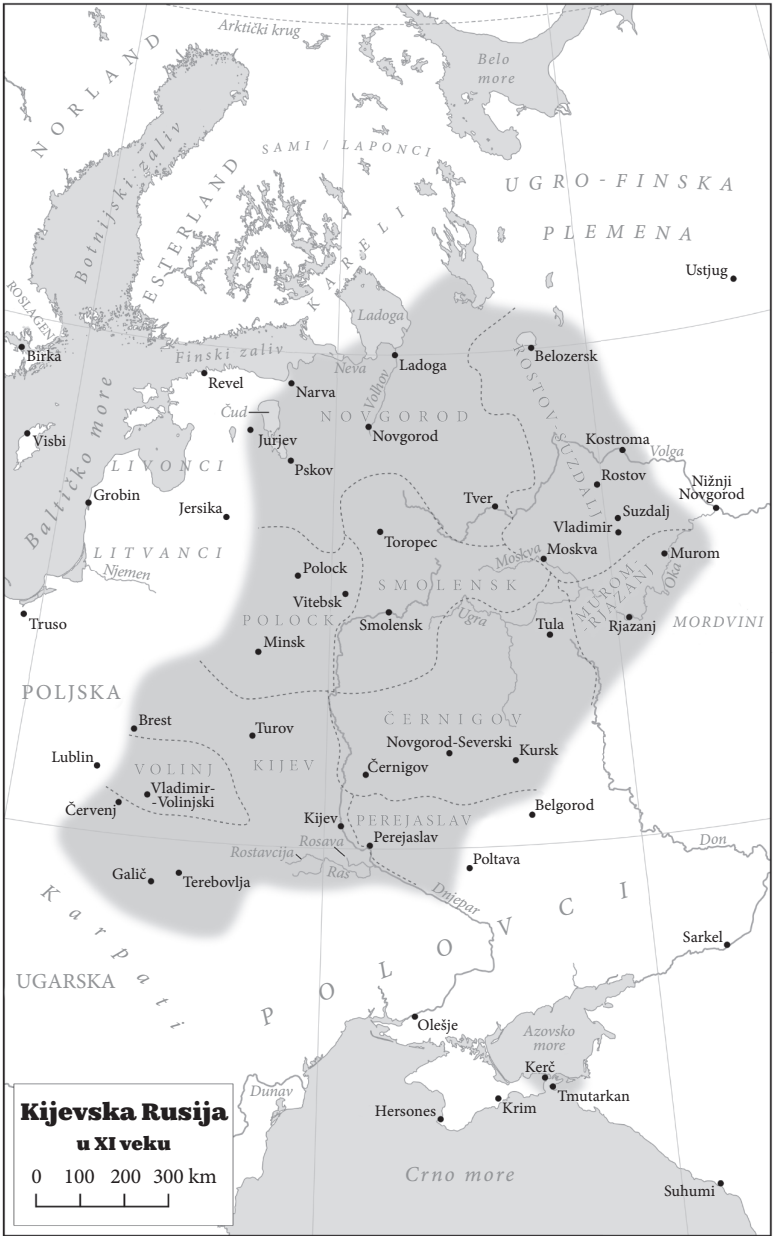 Arktički krug
Belo
more
NORLAND
Botnijski zaliv
SAMI / LAPONCI
ESTERLAND
KARELI
UGRO-FINSKA
PLEMENA
Ustjug
ROSLAGEN
Birka
Ladoga
Finski zaliv
Neva
Ladoga
Volhov
Belozersk
ROSTOV-SUZDALJ
Revel
Narva
Čud
NOVGOROD
Visbi
Jurjev
Novgorod
Kostroma
Volga
Baltičko more
LIVONCI
Pskov
Rostov
Nižnji
Novgorod
Grobin
Jersika
Tver
Suzdalj
Vladimir
Toropec
LITVANCI
Njemen
Moskva
Moskva
Murom
Polock
SMOLENSK
MUROM-
-RJAZANJ
Oka
Vitebsk
Truso
POLOCK
Smolensk
Ugra
Tula
Rjazanj
MORDVINI
Minsk
POLJSKA
Brest
Turov
ČERNIGOV
Novgorod-Severski
Kursk
Lublin
VOLINJ
KIJEV
Černigov
Vladimir-
-Volinjski
Červenj
Belgorod
Kijev
PEREJASLAV
Perejaslav
Rosava
Rostavcija
Ras
Don
Poltava
Galič
Terebovlja
Dnjepar
Karpati
POLOVCI
Sarkel
UGARSKA
Olešje
Azovsko
more
Kerč
Tmutarkan
Dunav
Hersones
Krim
Kijevska Rusija
u XI veku
0 100 200 300 km
Crno more
Suhumi